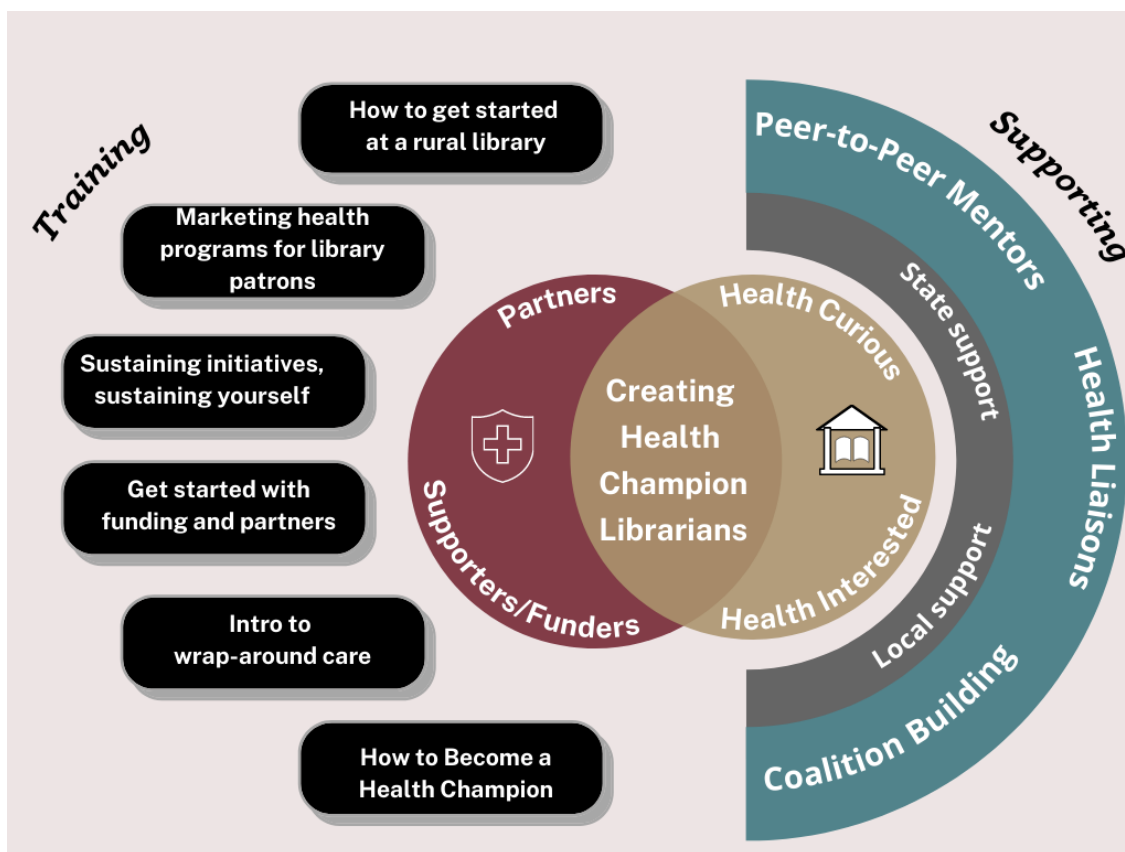 Training
How to get started
at a rural library
Marketing health
programs for library
patrons
Sustaining initiatives,
sustaining yourself
Get started with
funding and partners
Intro to
wrap-around care
How to Become a
Health Champion
Partners
Supporters/Funders
Creating
Health
Champion
Librarians
Health Curious
Health Interested
State support
Local support
Peer-to-Peer Mentors
Health Liaisons
Coalition Building
Supporting